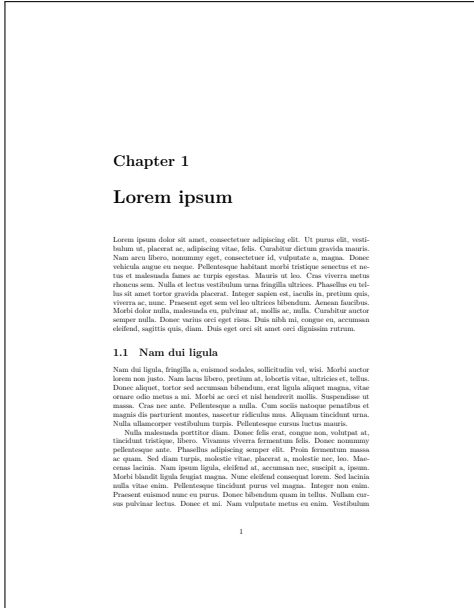 Chapter 1
Lorem ipsum
Lorem ipsum dolor sit amet, consectetuer adipiscing elit. Ut purus elit, vesti-
bulum ut, placerat ac, adipiscing vitae, felis. Curabitur dictum gravida mauris.
Nam arcu libero, nonummy eget, consectetuer id, vulputate a, magna. Donec
vehicula augue eu neque. Pellentesque habitant morbi tristique senectus et ne-
tus et malesuada fames ac turpis egestas. Mauris ut leo. Cras viverra metus
rhoncus sem. Nulla et lectus vestibulum urna fringilla ultrices. Phasellus eu tel-
lus sit amet tortor gravida placerat. Integer sapien est, iaculis in, pretium quis,
viverra ac, nunc. Praesent eget sem vel leo ultrices bibendum. Aenean faucibus.
Morbi dolor nulla, malesuada eu, pulvinar at, mollis ac, nulla. Curabitur auctor
semper nulla. Donec varius orci eget risus. Duis nibh mi, congue eu, accumsan
eleifend, sagittis quis, diam. Duis eget orci sit amet orci dignissim rutrum.
1.1 Nam dui ligula
Nam dui ligula, fringilla a, euismod sodales, sollicitudin vel, wisi. Morbi auctor
lorem non justo. Nam lacus libero, pretium at, lobortis vitae, ultricies et, tellus.
Donec aliquet, tortor sed accumsan bibendum, erat ligula aliquet magna, vitae
ornare odio metus a mi. Morbi ac orci et nisl hendrerit mollis. Suspendisse ut
massa. Cras nec ante. Pellentesque a nulla. Cum sociis natoque penatibus et
magnis dis parturient montes, nascetur ridiculus mus. Aliquam tincidunt urna.
Nulla ullamcorper vestibulum turpis. Pellentesque cursus luctus mauris.
Nulla malesuada porttitor diam. Donec felis erat, congue non, volutpat at,
tincidunt tristique, libero. Vivamus viverra fermentum felis. Donec nonummy
pellentesque ante. Phasellus adipiscing semper elit. Proin fermentum massa
ac quam. Sed diam turpis, molestie vitae, placerat a, molestie nec, leo. Mae-
cenas lacinia. Nam ipsum ligula, eleifend at, accumsan nec, suscipit a, ipsum.
Morbi blandit ligula feugiat magna. Nunc eleifend consequat lorem. Sed lacinia
nulla vitae enim. Pellentesque tincidunt purus vel magna. Integer non enim.
Praesent euismod nunc eu purus. Donec bibendum quam in tellus. Nullam cur-
sus pulvinar lectus. Donec et mi. Nam vulputate metus eu enim. Vestibulum
1